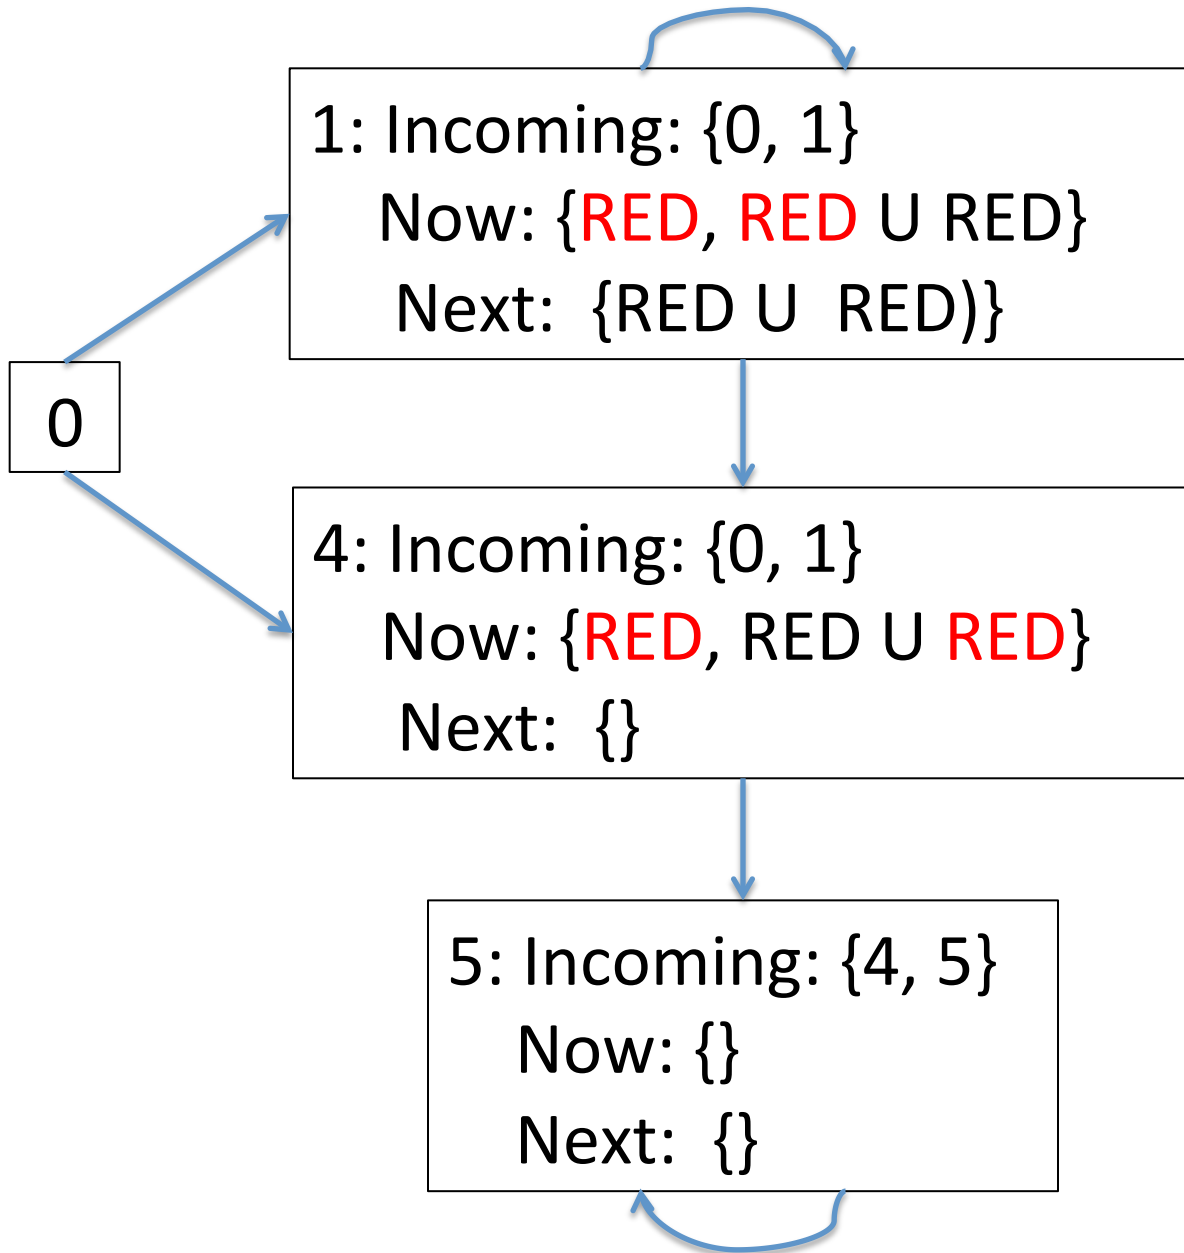 1: Incoming: {0, 1}
Now: {RED, RED U RED}
Next: {RED U RED)}
0
4: Incoming: {0, 1}
Now: {RED, RED U RED}
Next: {}
5: Incoming: {4, 5}
Now: {}
Next: {}